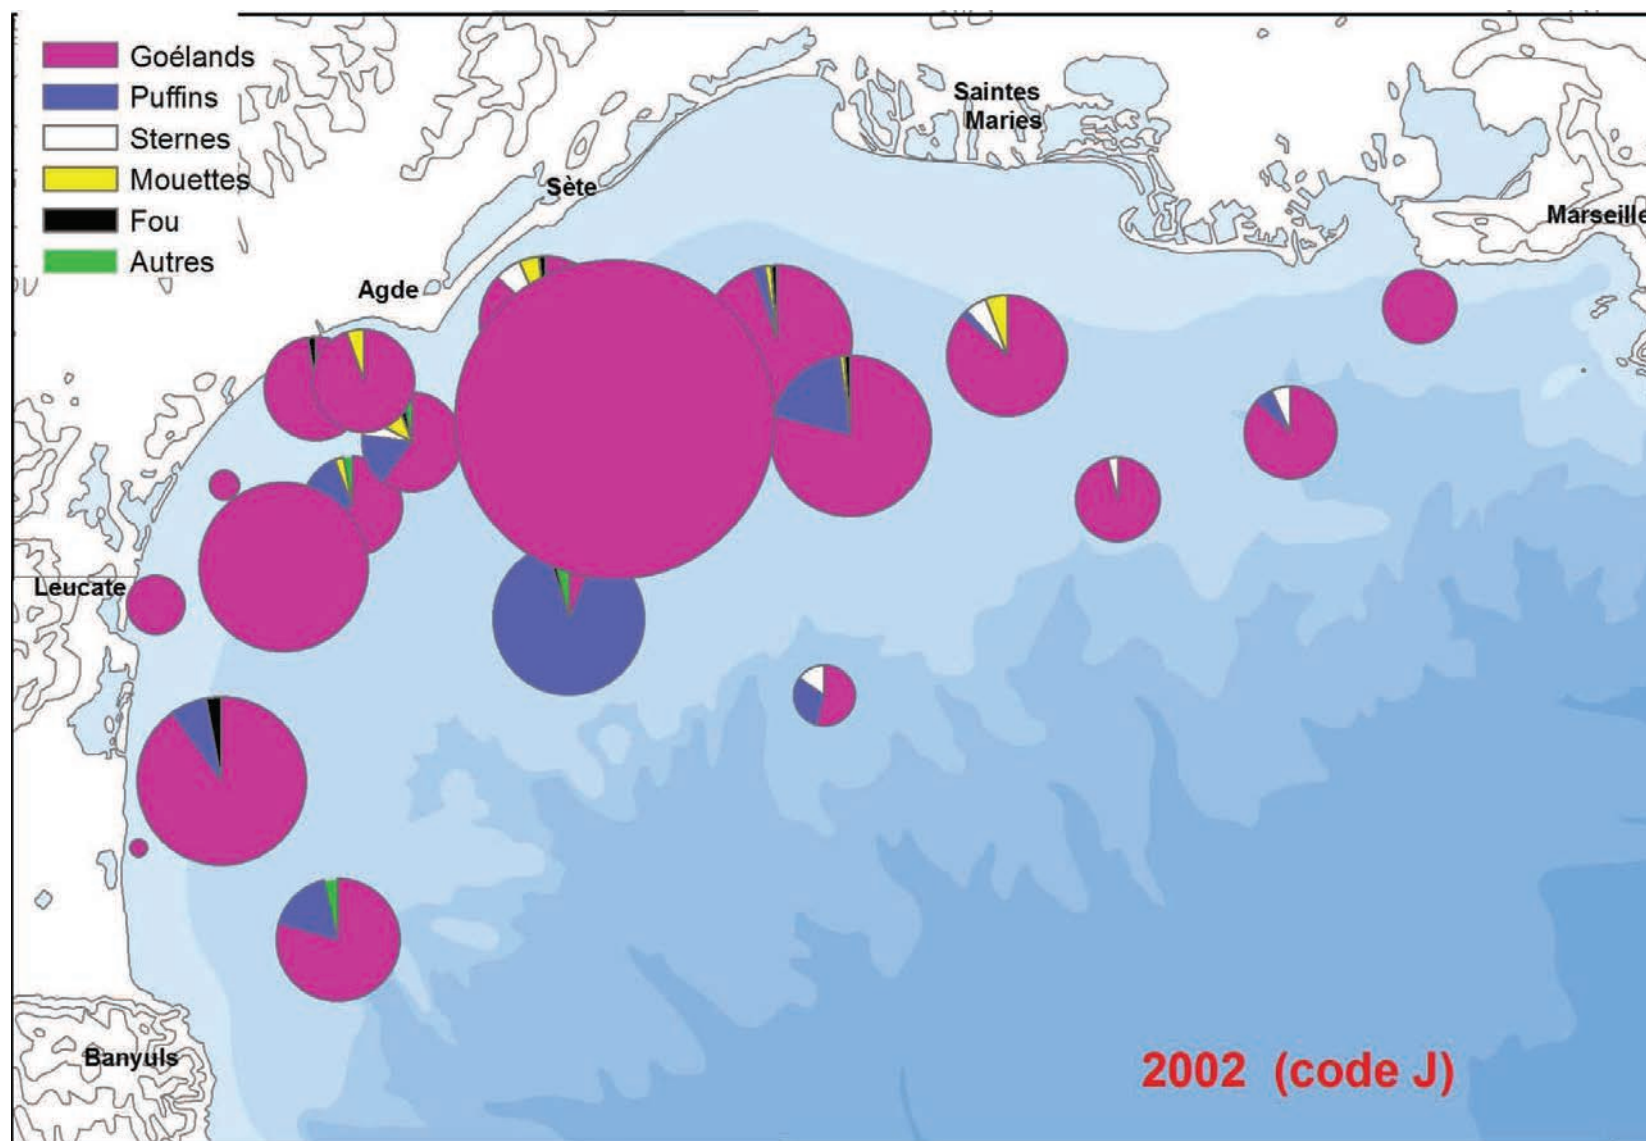 Goélands
Puffins
Sternes
Mouettes
Fou
Autres
Saintes
Maries
Sète
Marseille
Agde
Leucate
Banyuls
2002 (code J)